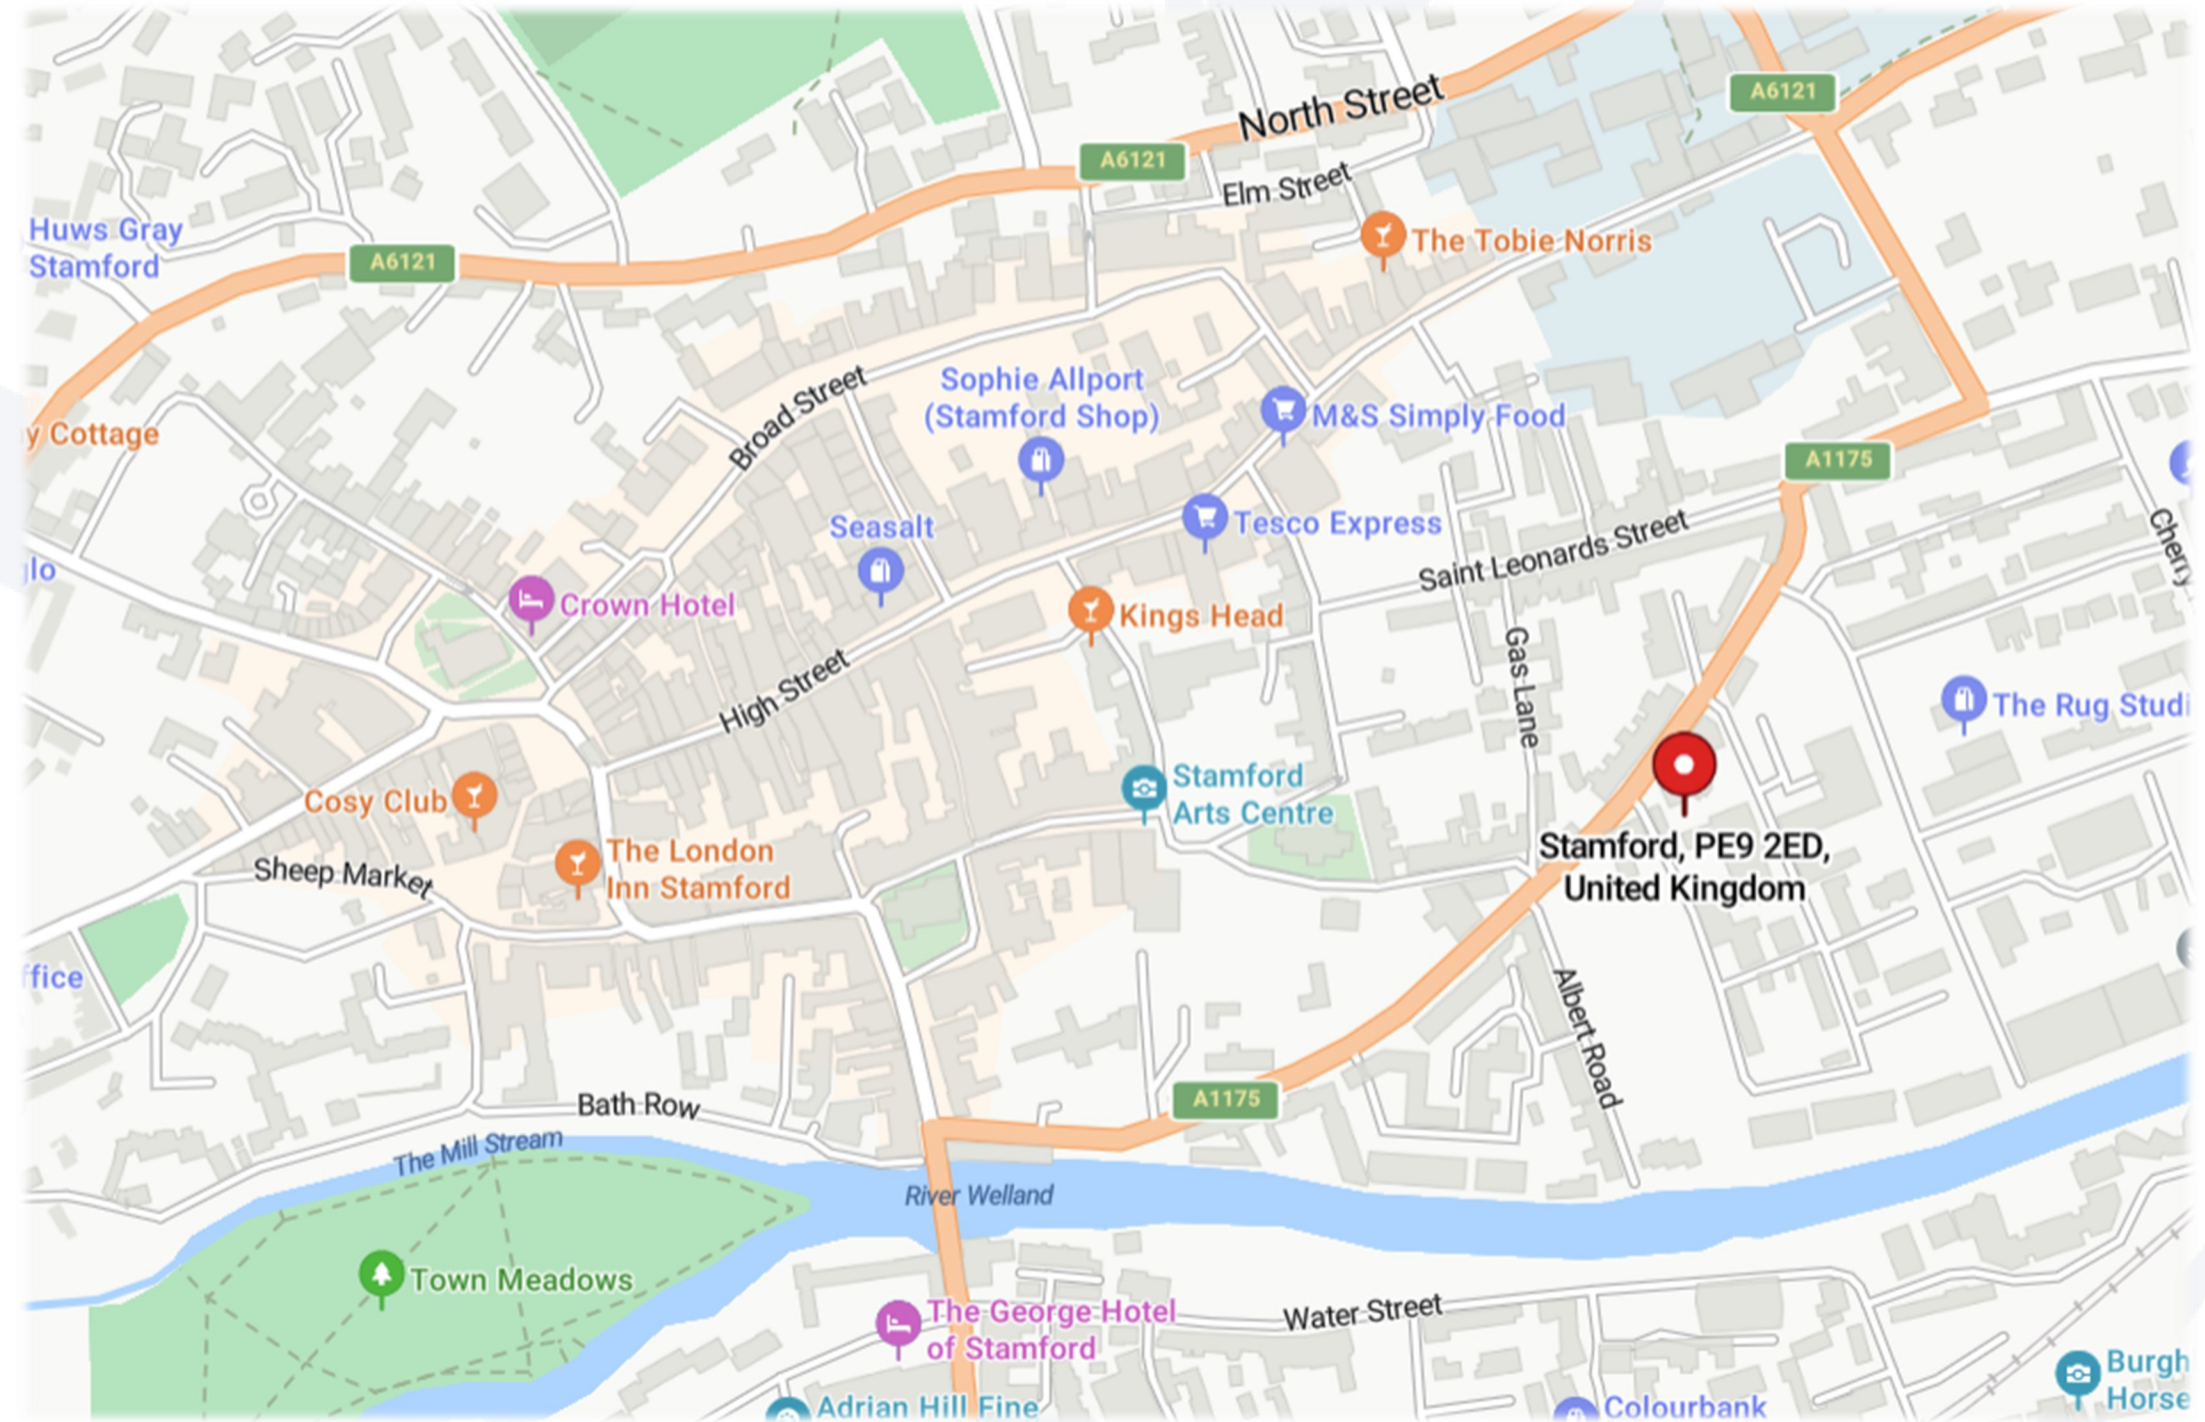 North Street
A6121
A6121
A6121
Elm Street
The Tobie Norris
Huws Gray
Stamford
y Cottage
Broad Street
Sophie Allport
(Stamford Shop)
M&S Simply Food
A1175
Seasalt
Tesco Express
Saint Leonards Street
Cherry
glo
Crown Hotel
Kings Head
High Street
Gas Lane
The Rug Studi
Stamford
Arts Centre
Cosy Club
The London
Inn Stamford
Stamford, PE9 2ED,
United Kingdom
Sheep Market
ffice
Albert Road
Bath Row
A1175
The Mill Stream
River Welland
Town Meadows
The George Hotel
of Stamford
Water Street
Burgh
Horse
Adrian Hill Fine
Colourbank